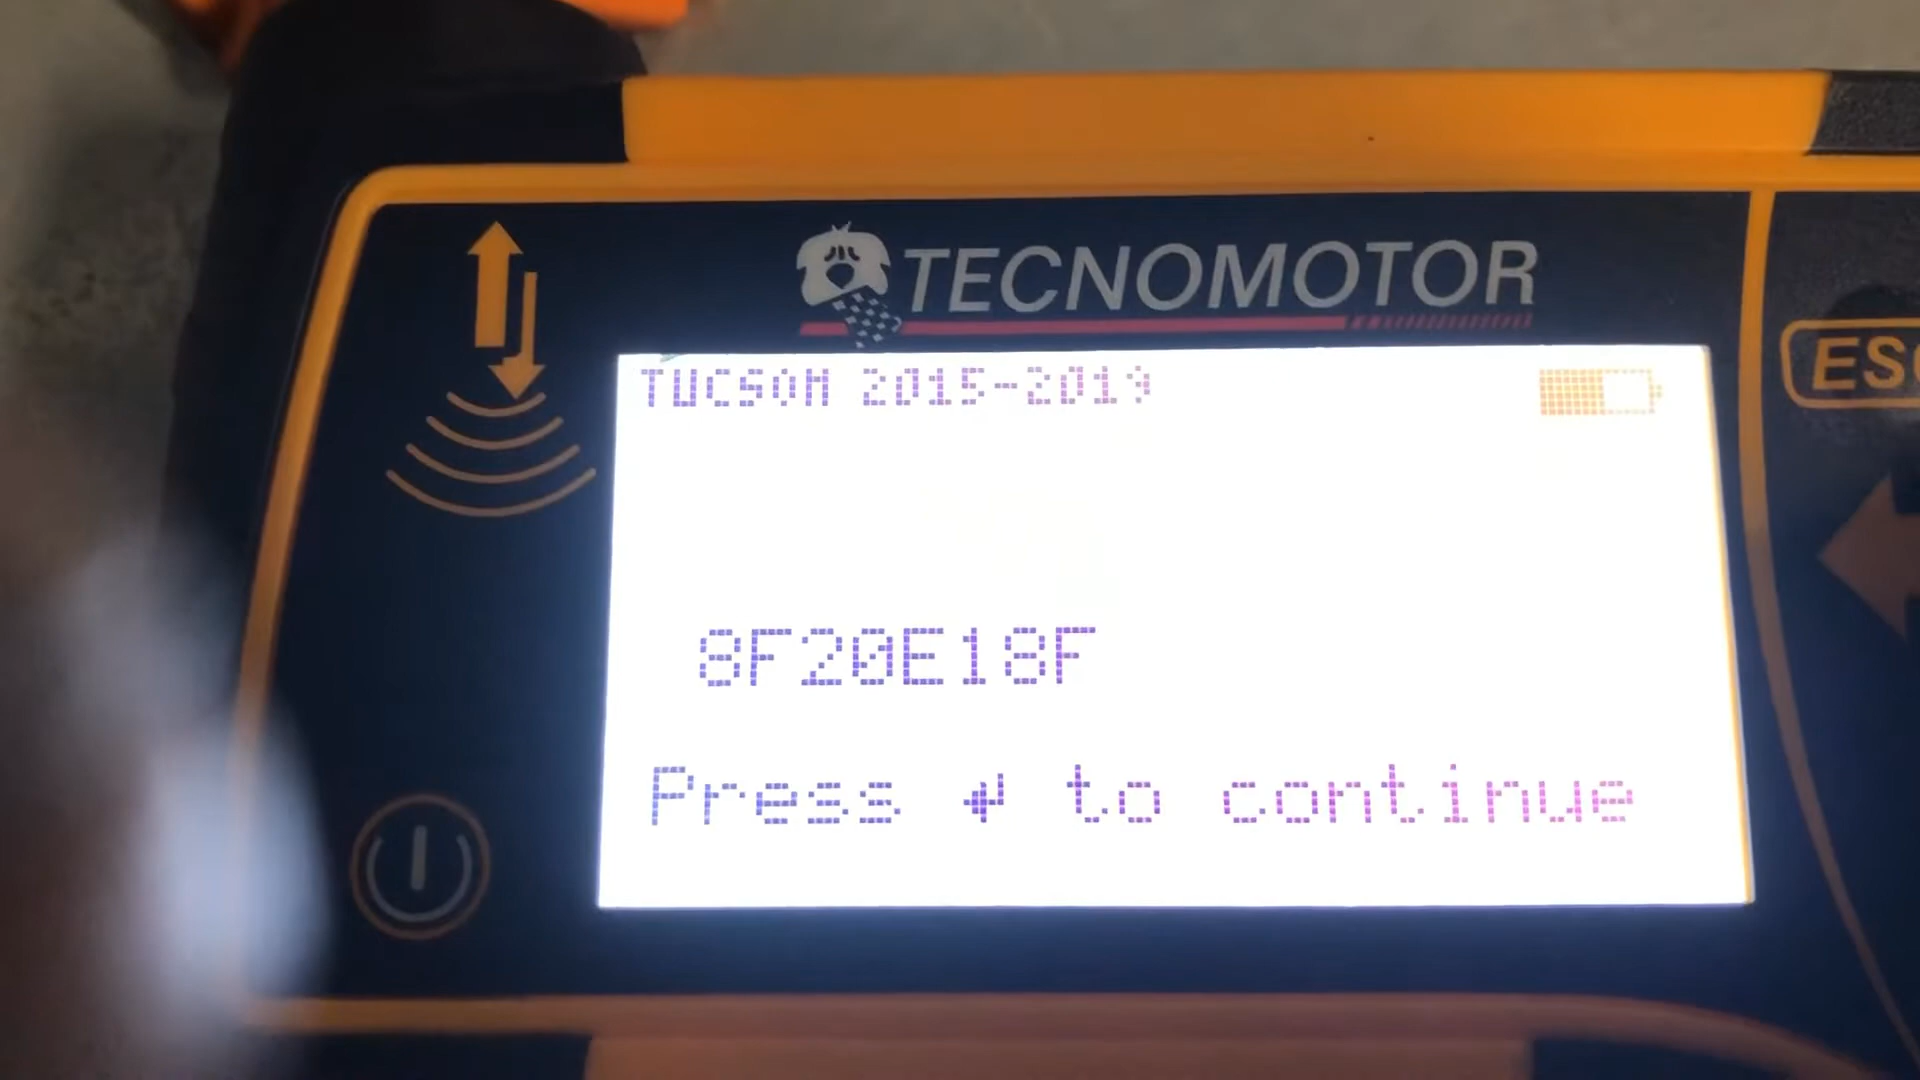 TECNOMOTOR
TUCSON 2015-2019
ESC
8F20E18F
Press ↲ to continue